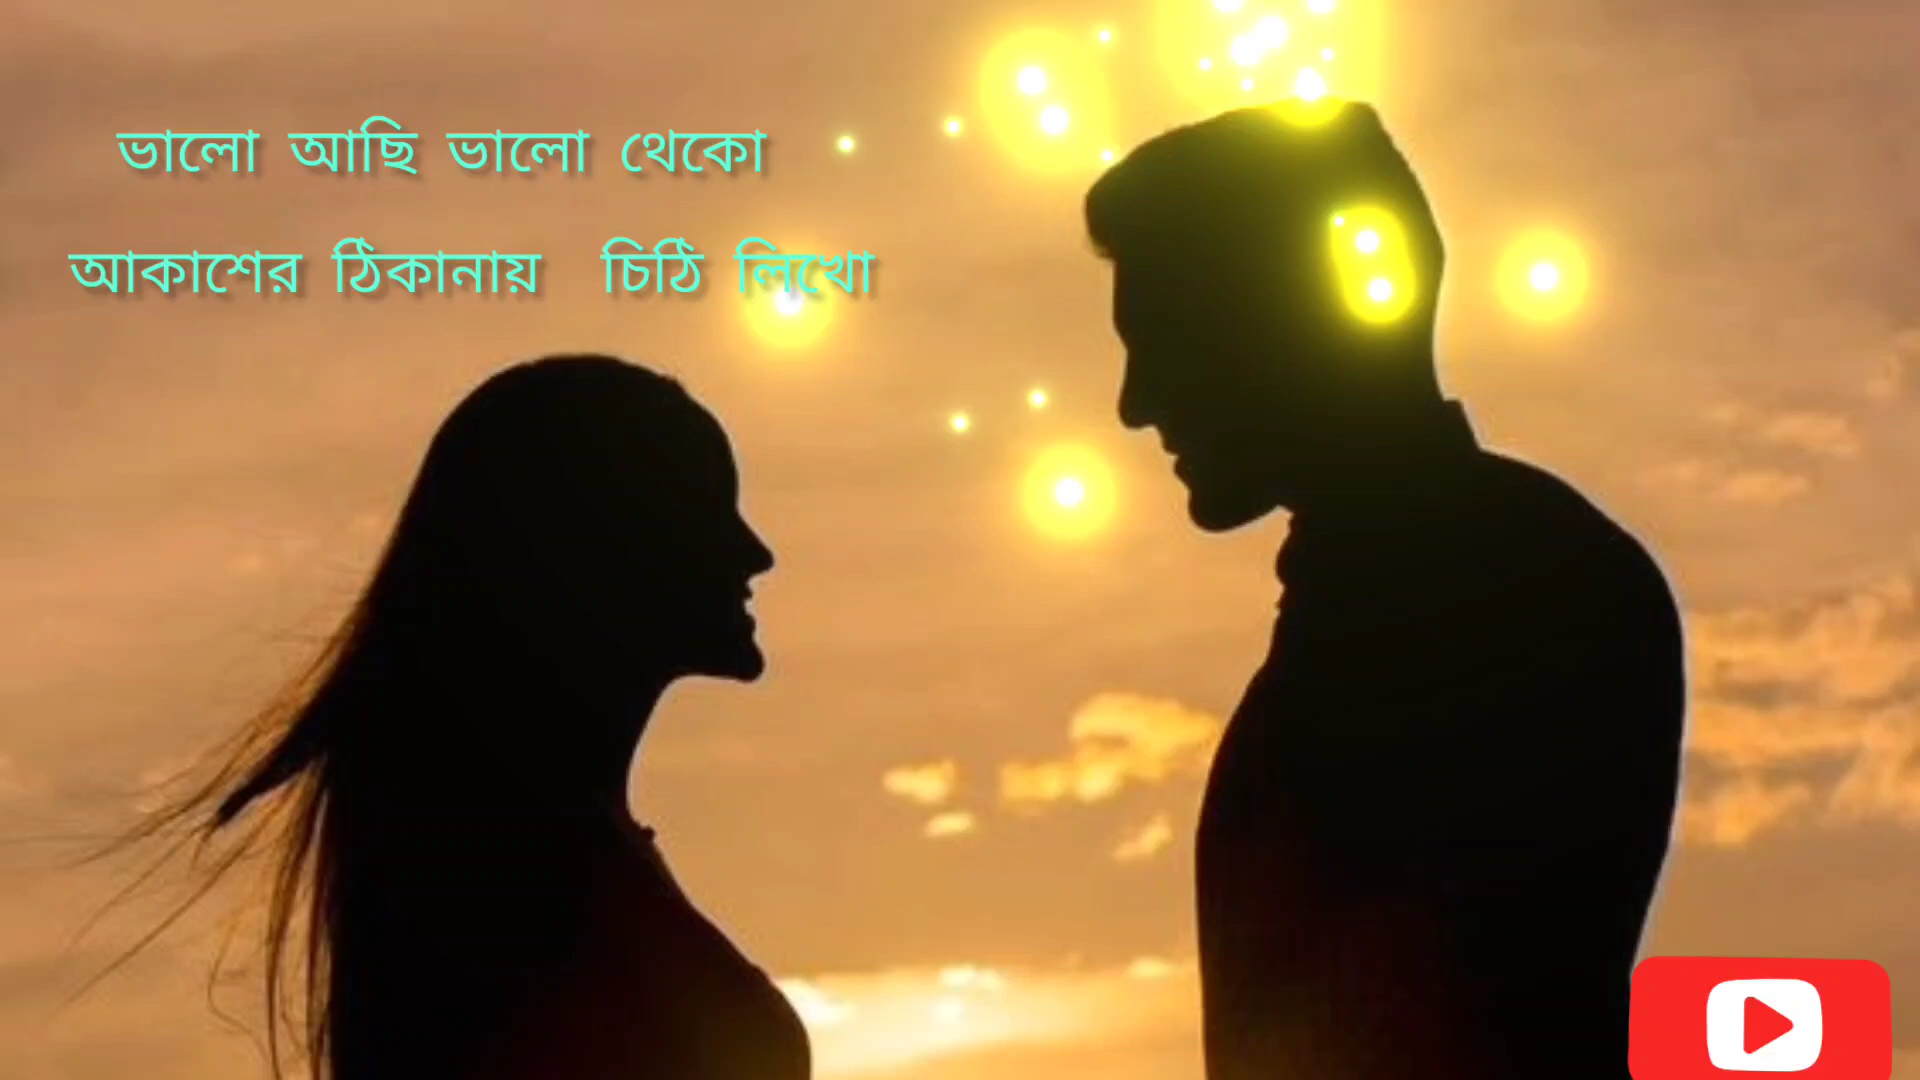 ভালো আছি ভালো থেকো
আকাশের ঠিকানায় চিঠি লিখো